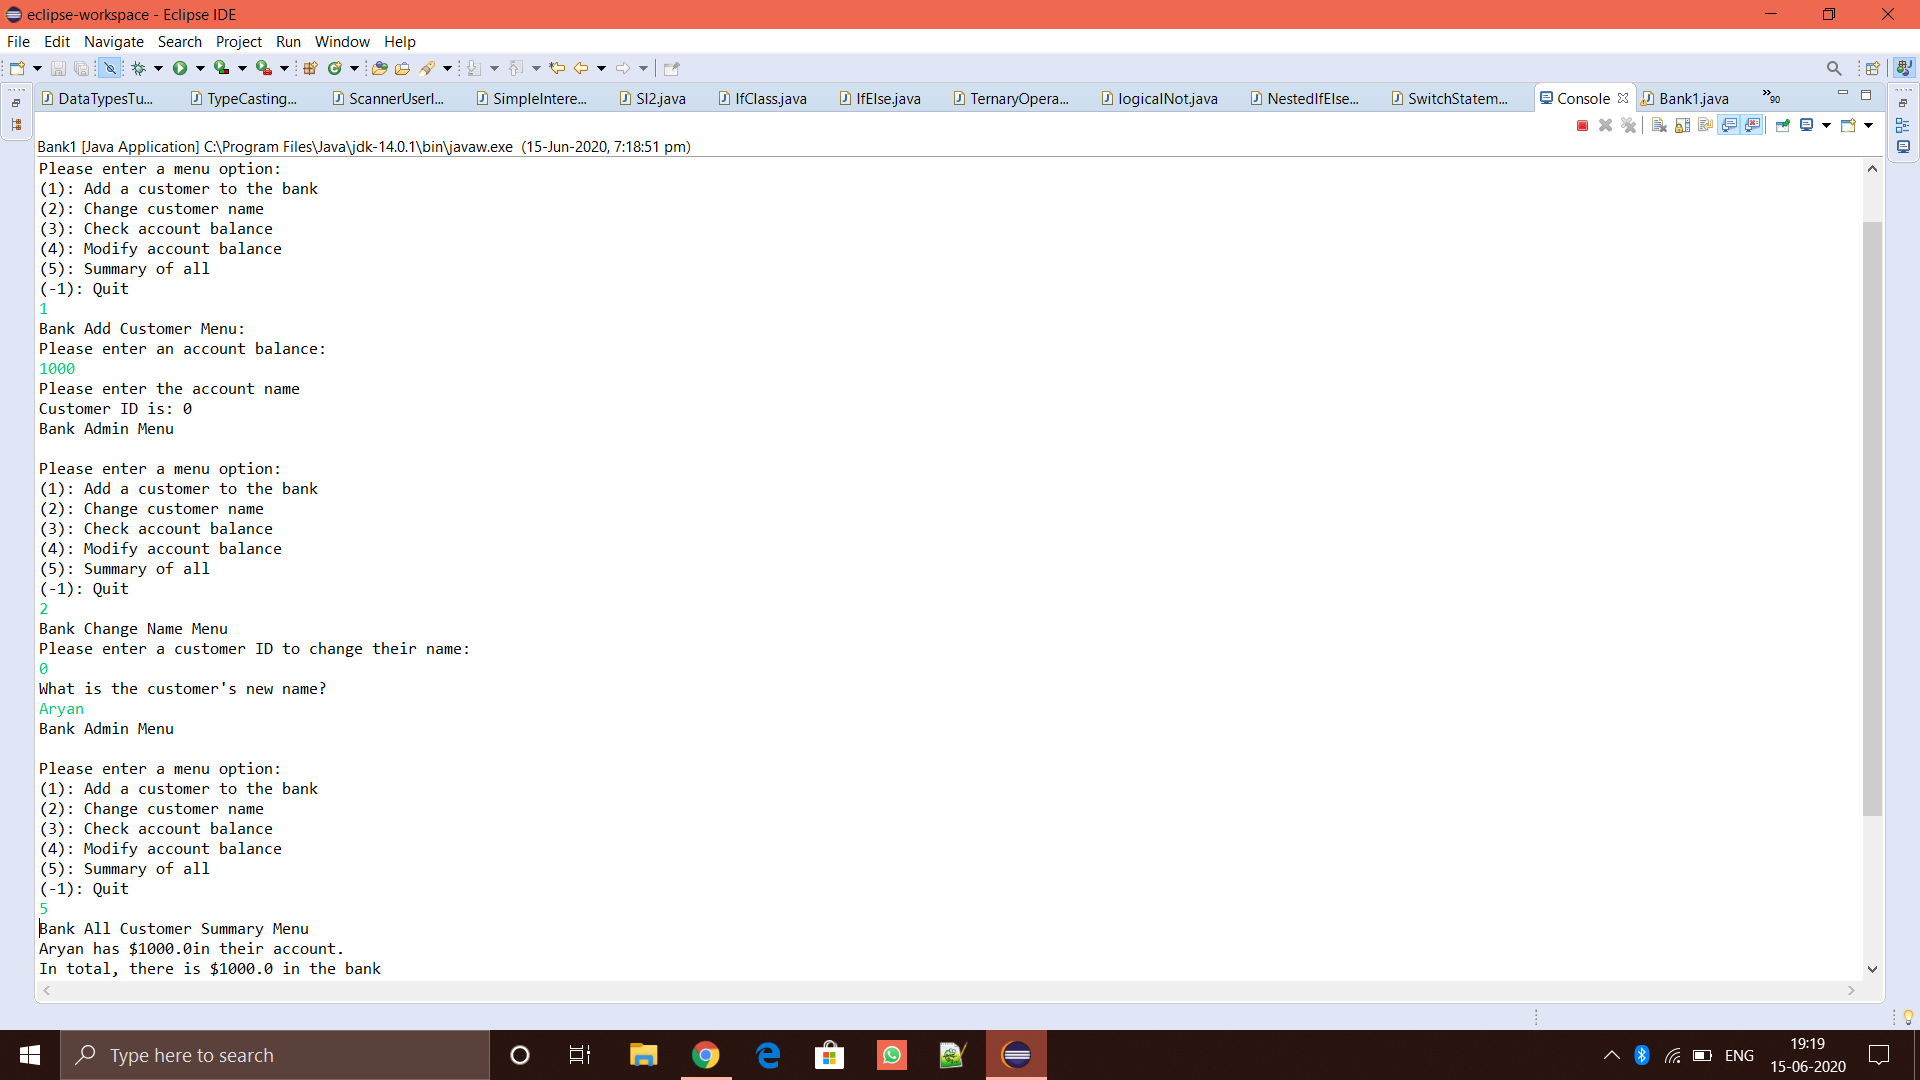 eclipse-workspace - Eclipse IDE
File Edit Navigate Search Project Run Window Help
DataTypesTu... TypeCasting... ScannerUserI... SimpleIntere... SI2.java IfClass.java IfElse.java TernaryOpera... logicalNot.java NestedIfElse... SwitchStatem... Console Bank1.java »90
Bank1 [Java Application] C:\Program Files\Java\jdk-14.0.1\bin\javaw.exe (15-Jun-2020, 7:18:51 pm)
Please enter a menu option:
(1): Add a customer to the bank
(2): Change customer name
(3): Check account balance
(4): Modify account balance
(5): Summary of all
(-1): Quit
1
Bank Add Customer Menu:
Please enter an account balance:
1000
Please enter the account name
Customer ID is: 0
Bank Admin Menu
Please enter a menu option:
(1): Add a customer to the bank
(2): Change customer name
(3): Check account balance
(4): Modify account balance
(5): Summary of all
(-1): Quit
2
Bank Change Name Menu
Please enter a customer ID to change their name:
0
What is the customer's new name?
Aryan
Bank Admin Menu
Please enter a menu option:
(1): Add a customer to the bank
(2): Change customer name
(3): Check account balance
(4): Modify account balance
(5): Summary of all
(-1): Quit
5
Bank All Customer Summary Menu
Aryan has $1000.0in their account.
In total, there is $1000.0 in the bank
Type here to search
ENG
19:19
15-06-2020